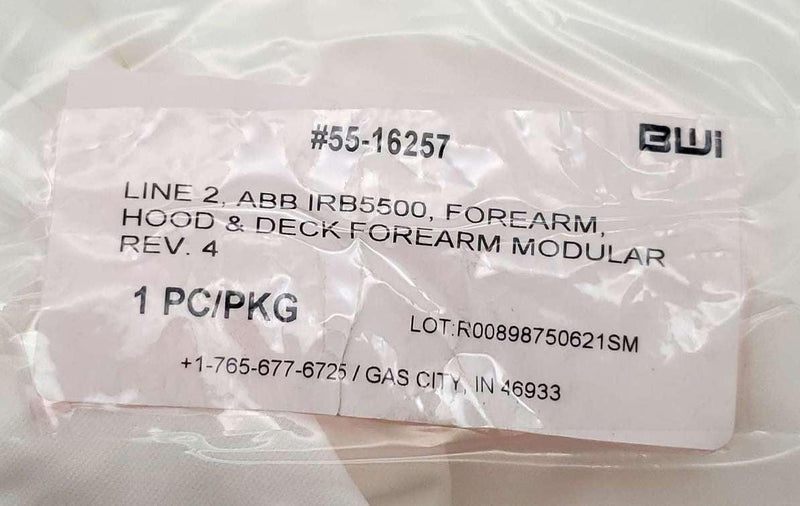 #55-16257
BWi
LINE 2, ABB IRB5500, FOREARM,
HOOD & DECK FOREARM MODULAR
REV. 4
1 PC/PKG
LOT:R00898750621SM
+1-765-677-6725 / GAS CITY, IN 46933